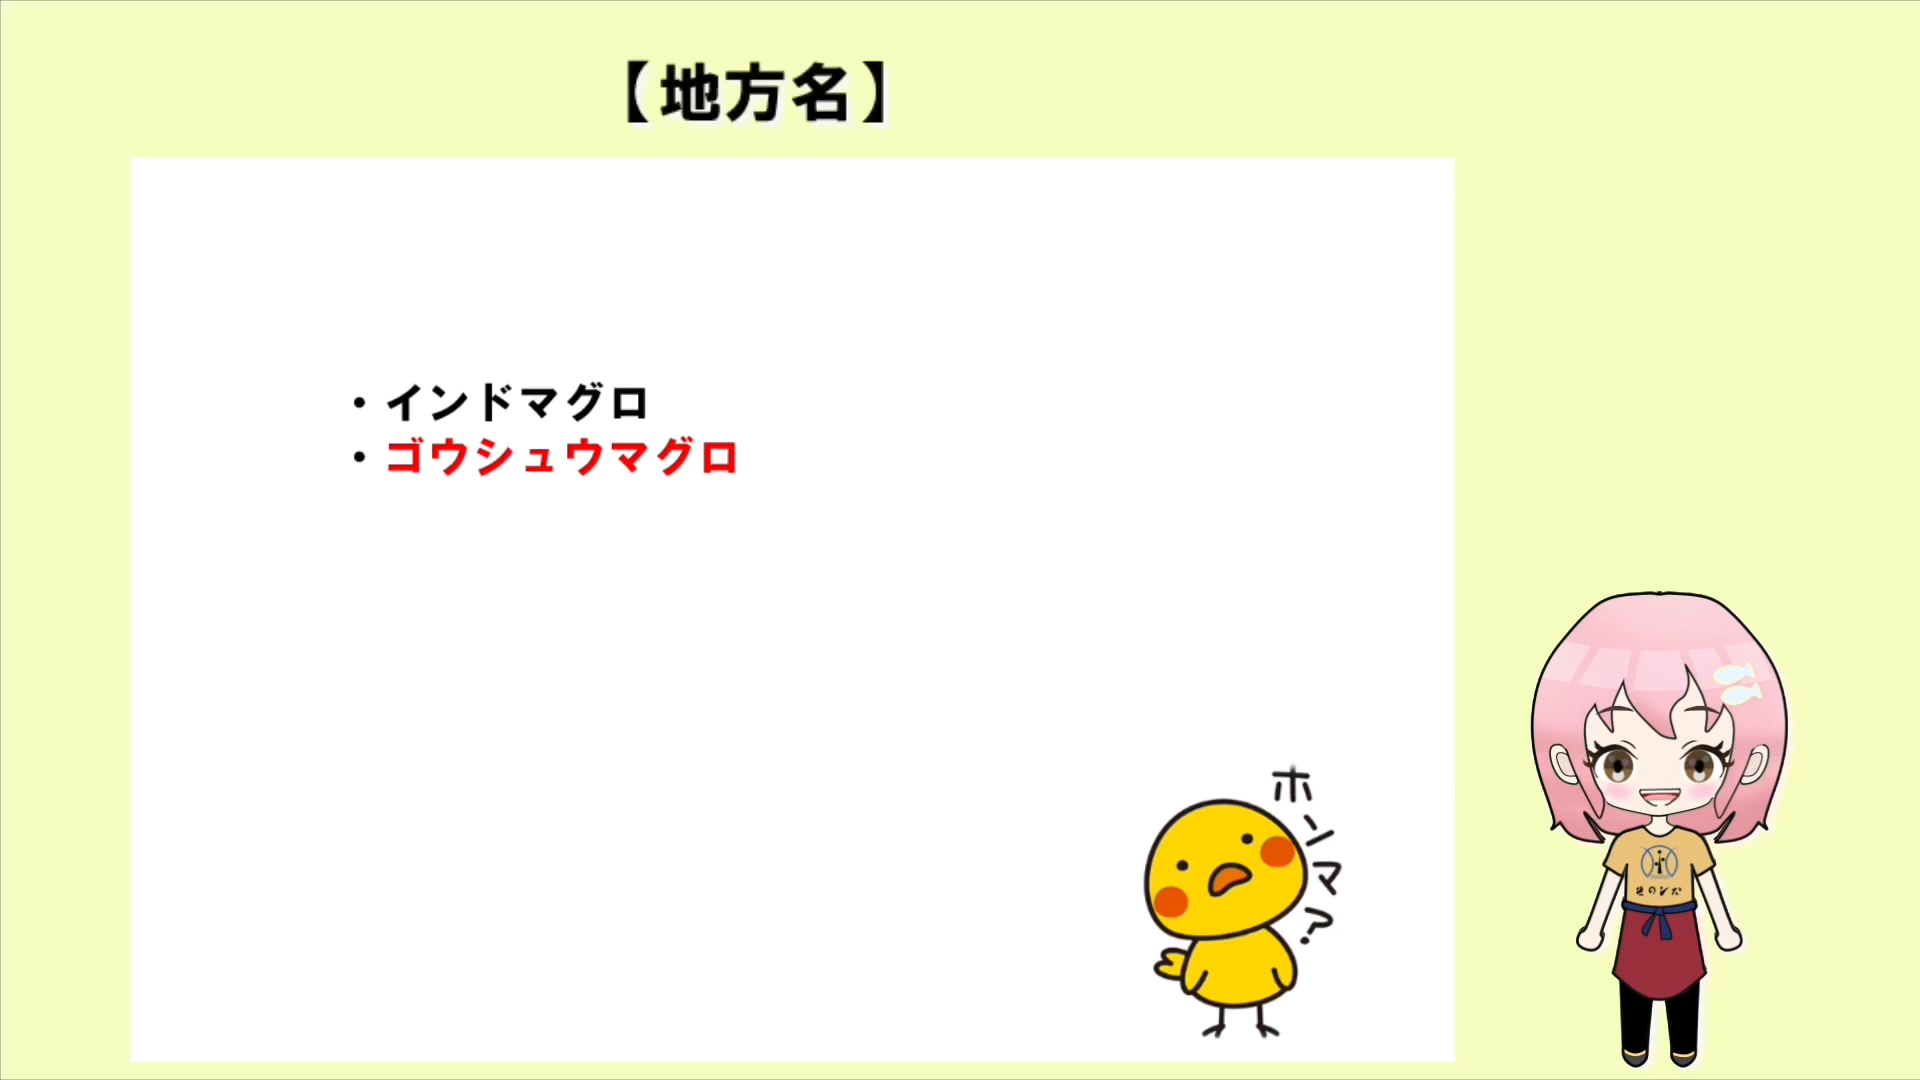 【地方名】
・インドマグロ
・ゴウシュウマグロ
ホンマ?